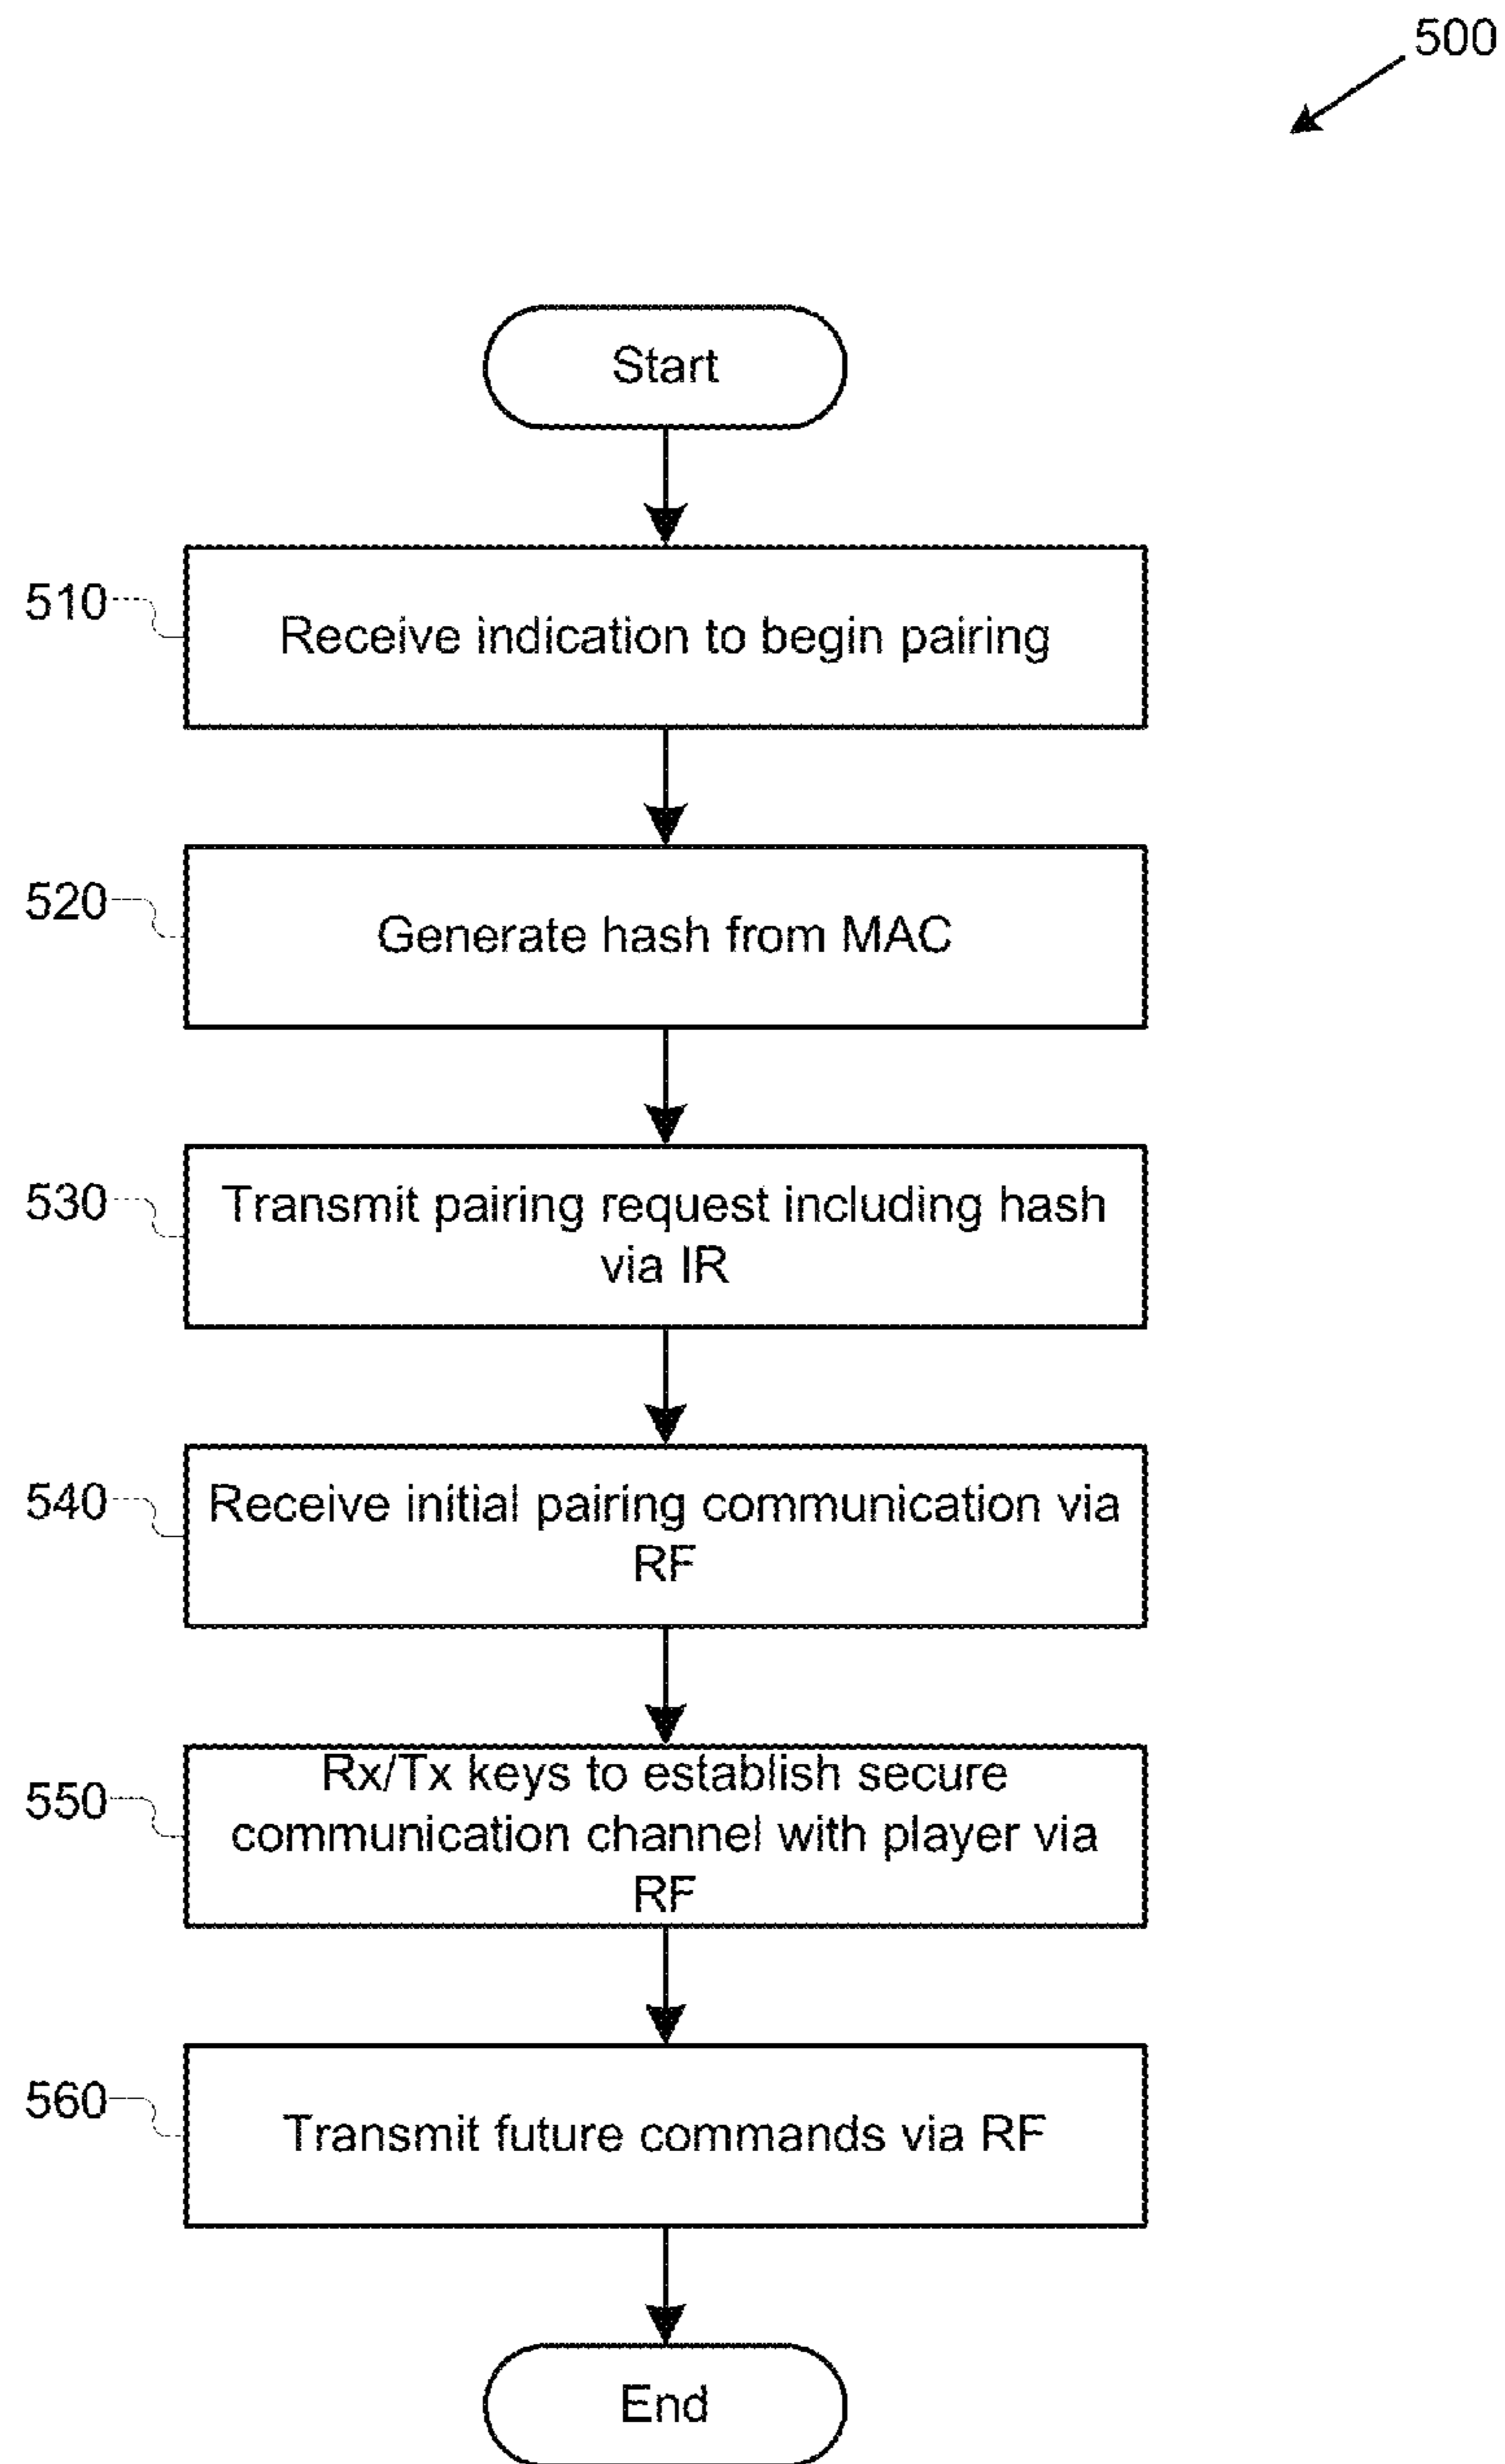 500
Start
510
Receive indication to begin pairing
520
Generate hash from MAC
530
Transmit pairing request including hash
via IR
540
Receive initial pairing communication via
RF
550
Rx/Tx keys to establish secure
communication channel with player via
RF
560
Transmit future commands via RF
End